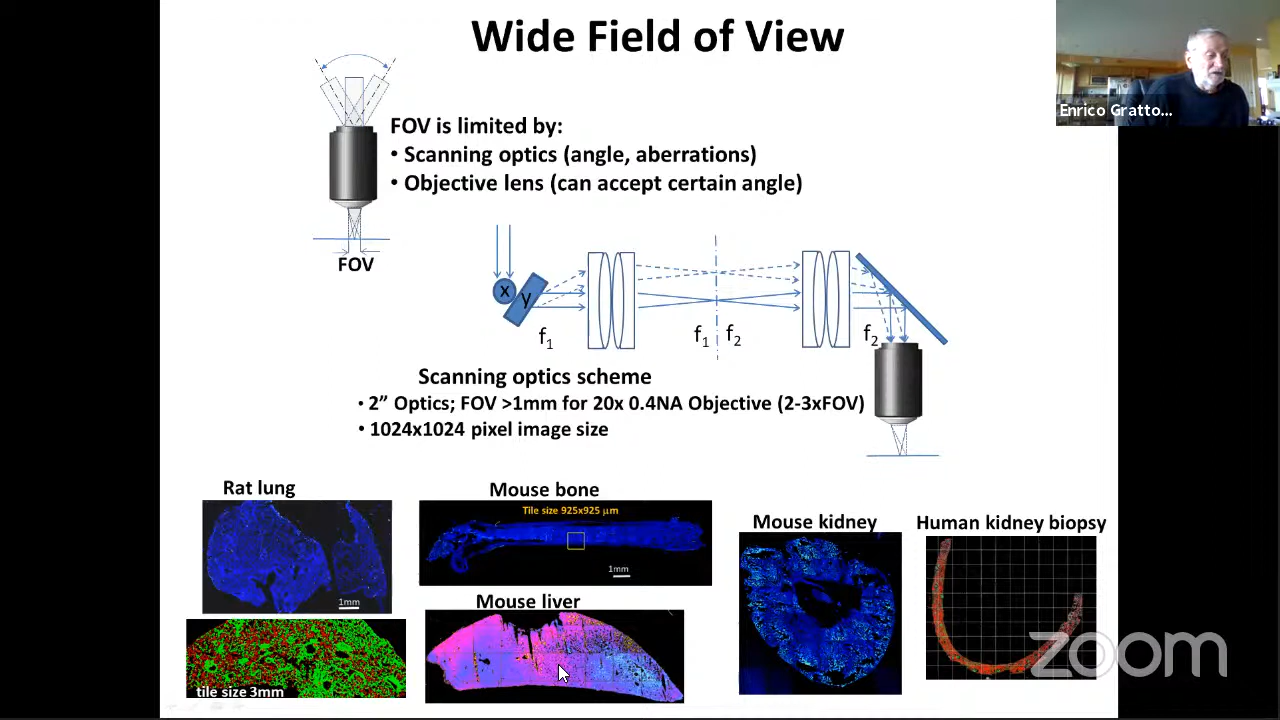 Wide Field of View
Enrico Gratto...
FOV is limited by:
• Scanning optics (angle, aberrations)
• Objective lens (can accept certain angle)
FOV
x
y
f1
f1
f2
f2
Scanning optics scheme
• 2” Optics; FOV >1mm for 20x 0.4NA Objective (2-3xFOV)
• 1024x1024 pixel image size
Rat lung
1mm
tile size 3mm
Mouse bone
Tile size 925x925 µm
1mm
Mouse liver
Mouse kidney
Human kidney biopsy
zoom